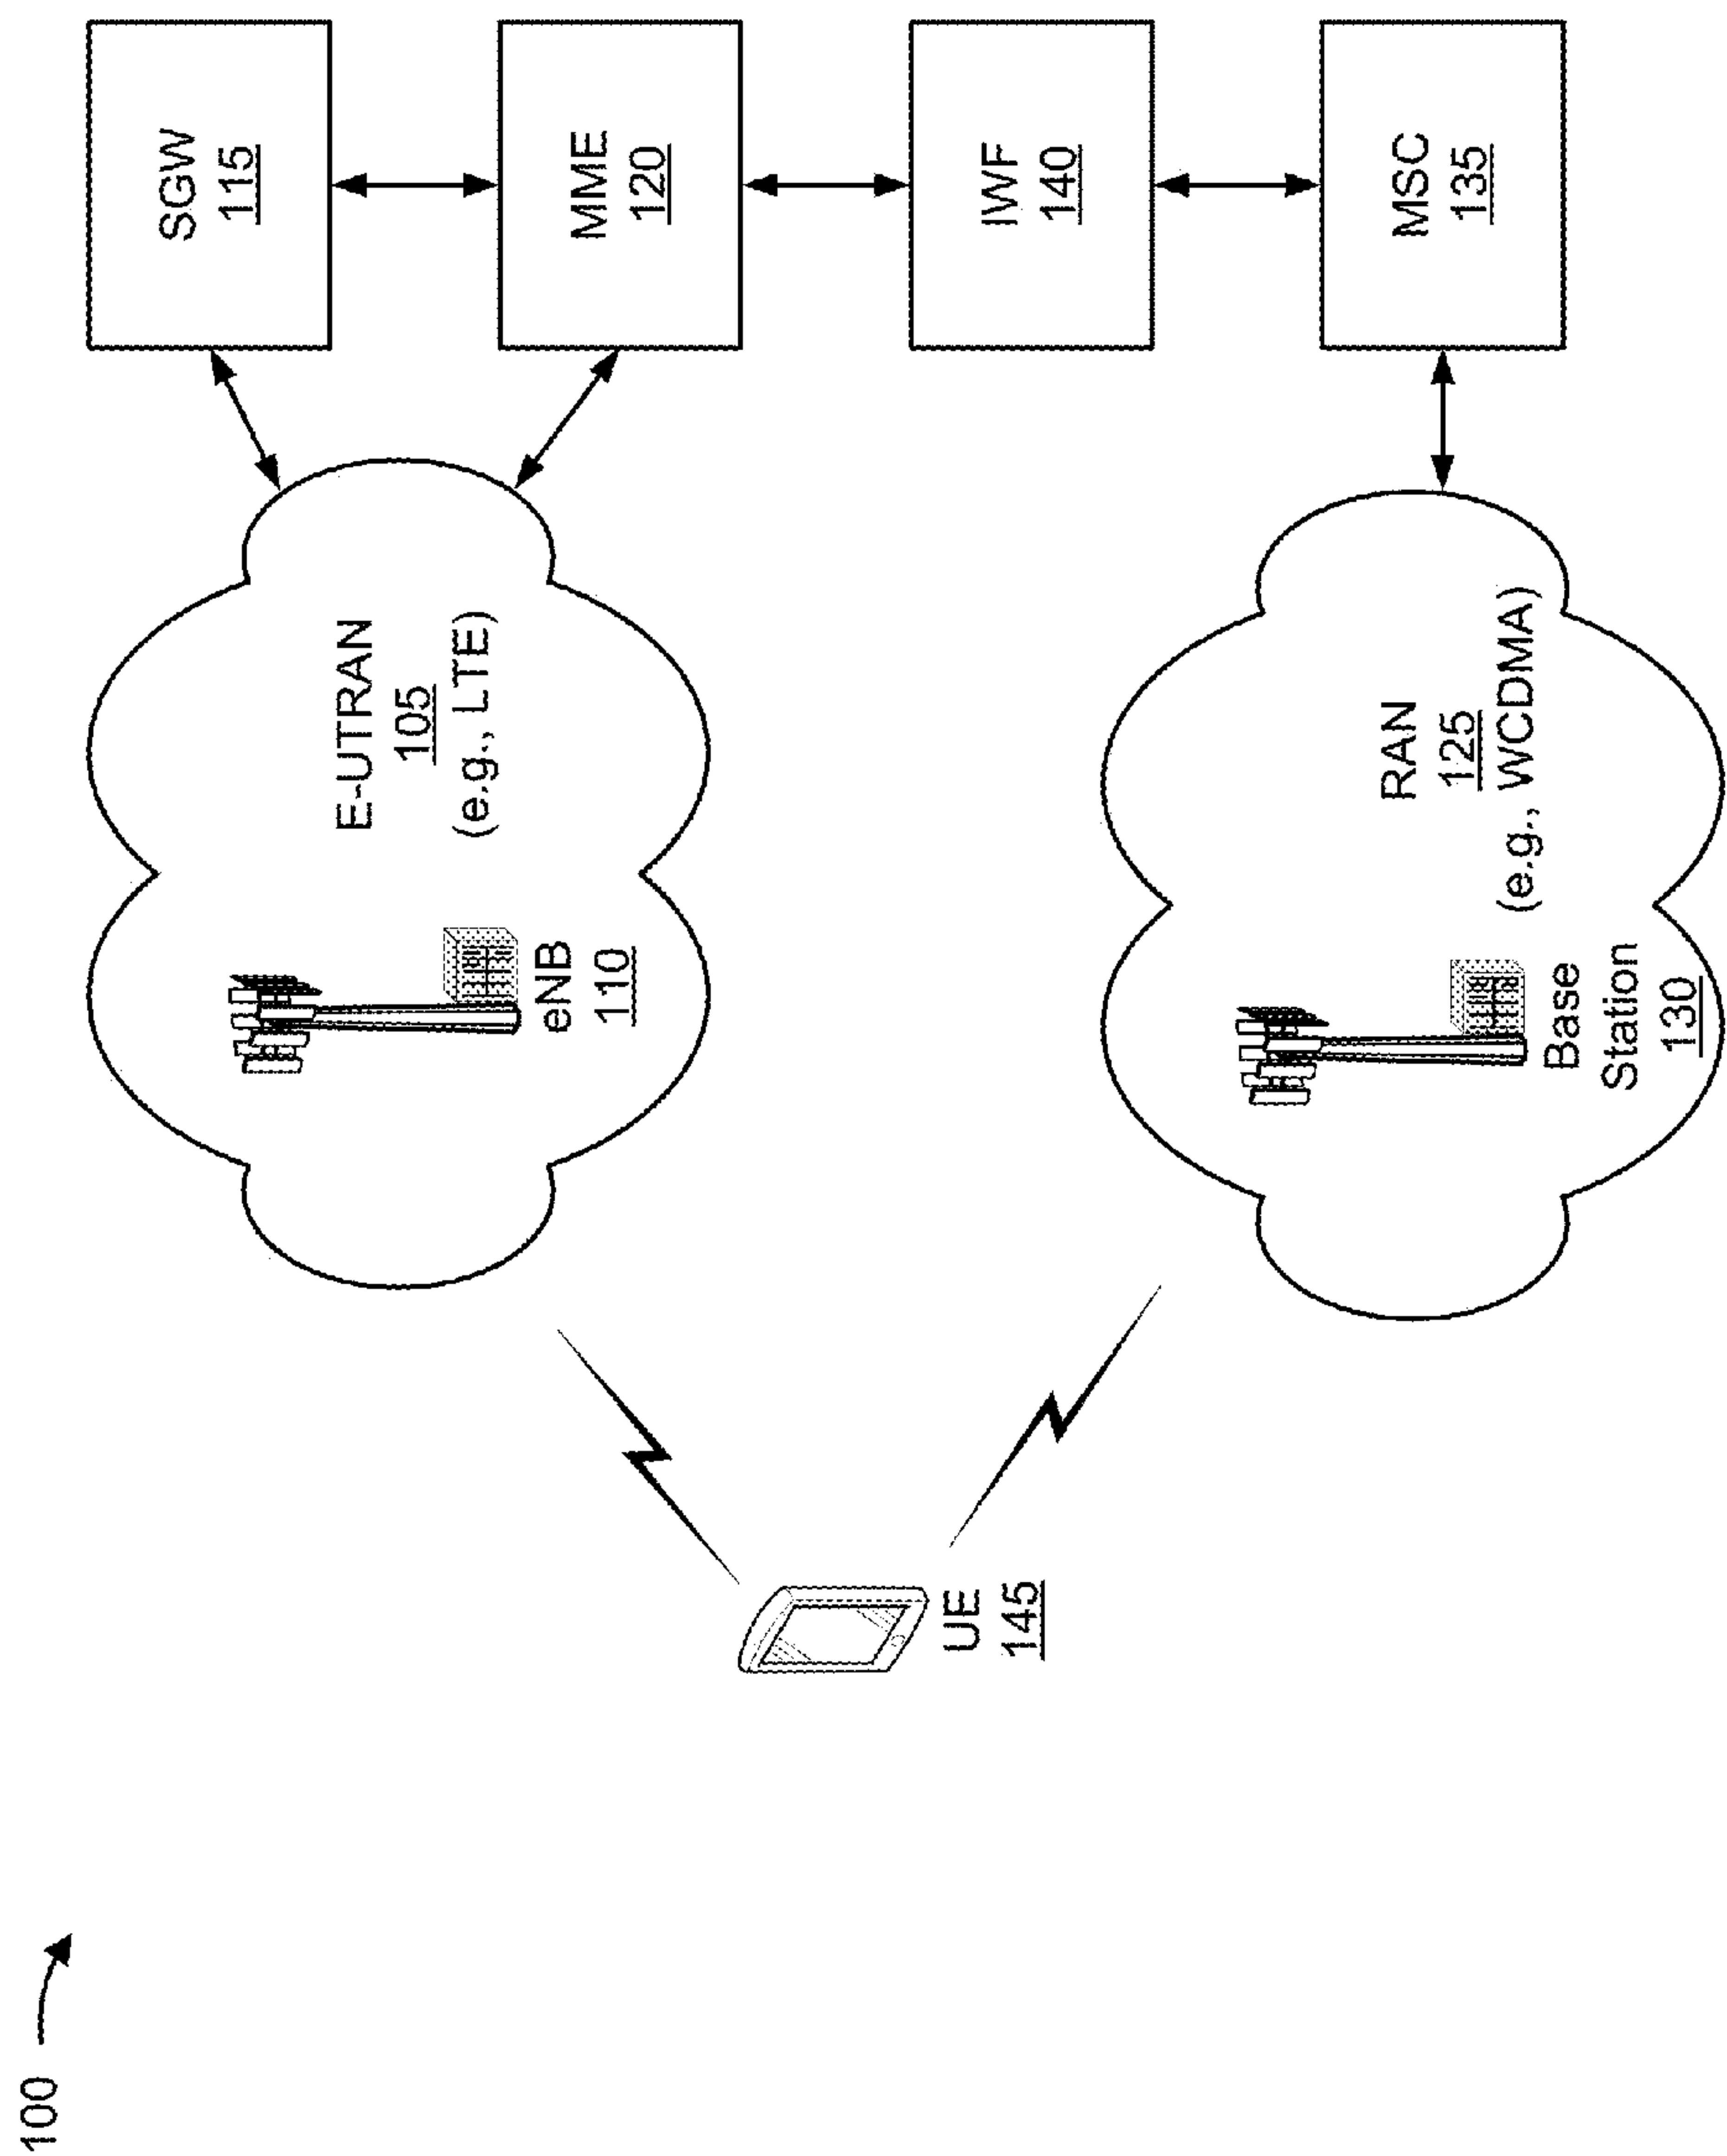 100
E-UTRAN
105
(e.g., LTE)
eNB
110
SGW
115
MME
120
UE
145
IWF
140
RAN
125
(e.g., WCDMA)
Base
Station
130
MSC
135